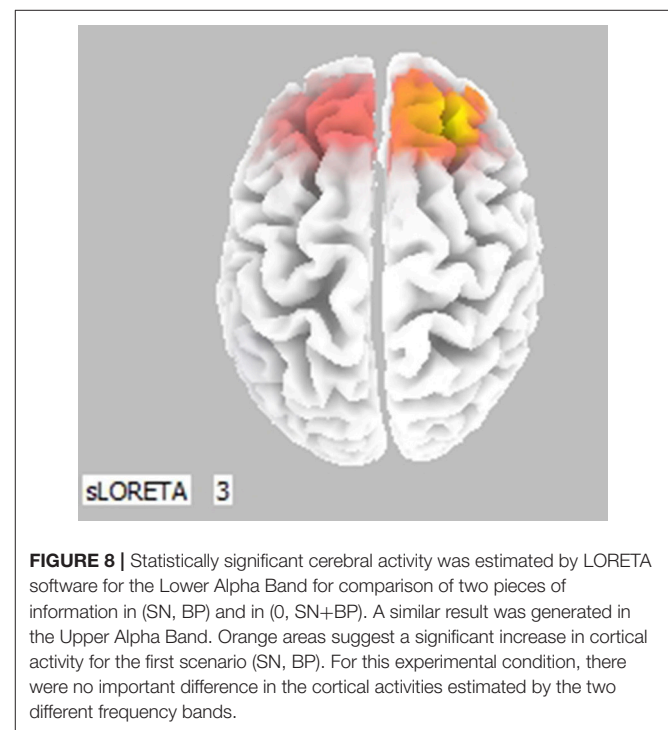 sLORETA 3
FIGURE 8 | Statistically significant cerebral activity was estimated by LORETA
software for the Lower Alpha Band for comparison of two pieces of
information in (SN, BP) and in (0, SN+BP). A similar result was generated in
the Upper Alpha Band. Orange areas suggest a significant increase in cortical
activity for the first scenario (SN, BP). For this experimental condition, there
were no important difference in the cortical activities estimated by the two
different frequency bands.